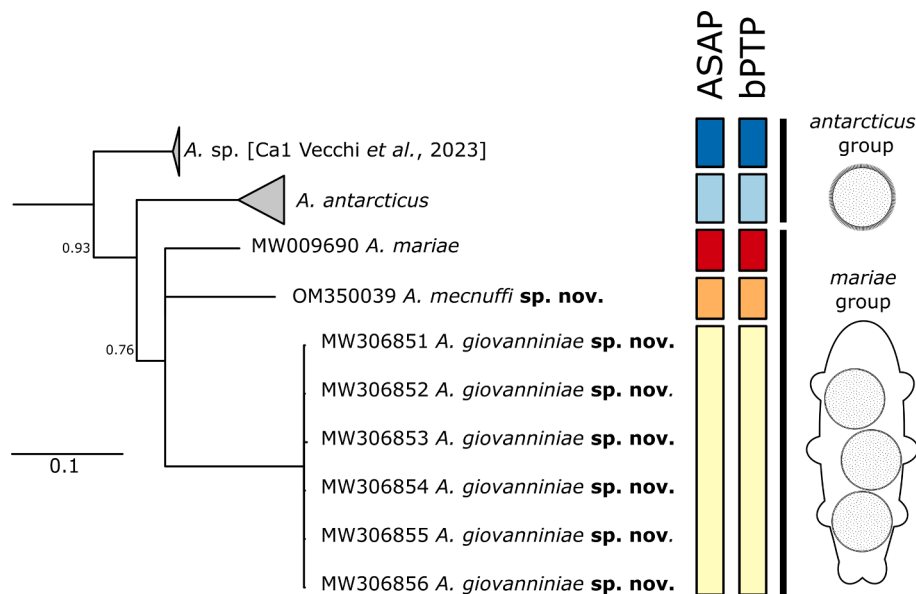 ASAP
bPTP
A. sp. [Ca1 Vecchi et al., 2023]
A. antarcticus
0.93
MW009690 A. mariae
OM350039 A. mecnuffi sp. nov.
0.76
MW306851 A. giovanniniae sp. nov.
MW306852 A. giovanniniae sp. nov.
MW306853 A. giovanniniae sp. nov.
MW306854 A. giovanniniae sp. nov.
MW306855 A. giovanniniae sp. nov.
MW306856 A. giovanniniae sp. nov.
0.1
antarcticus
group
mariae
group